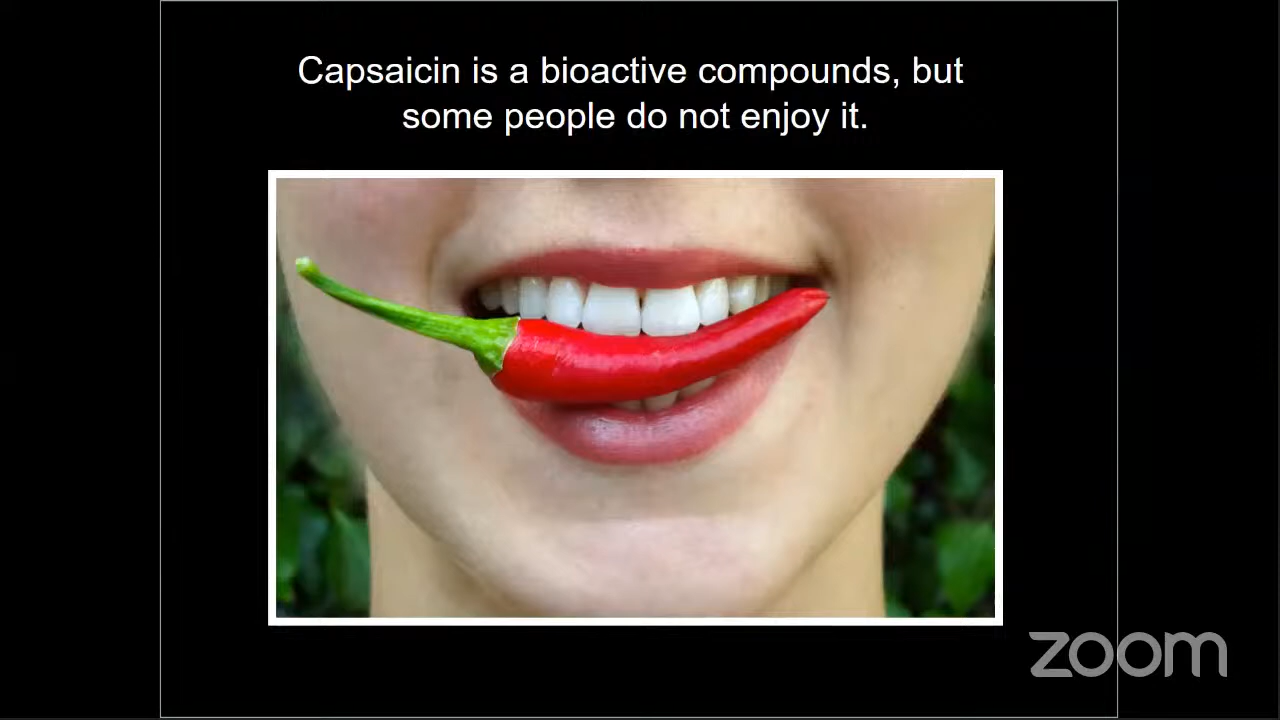 Capsaicin is a bioactive compounds, but
some people do not enjoy it.
zoom